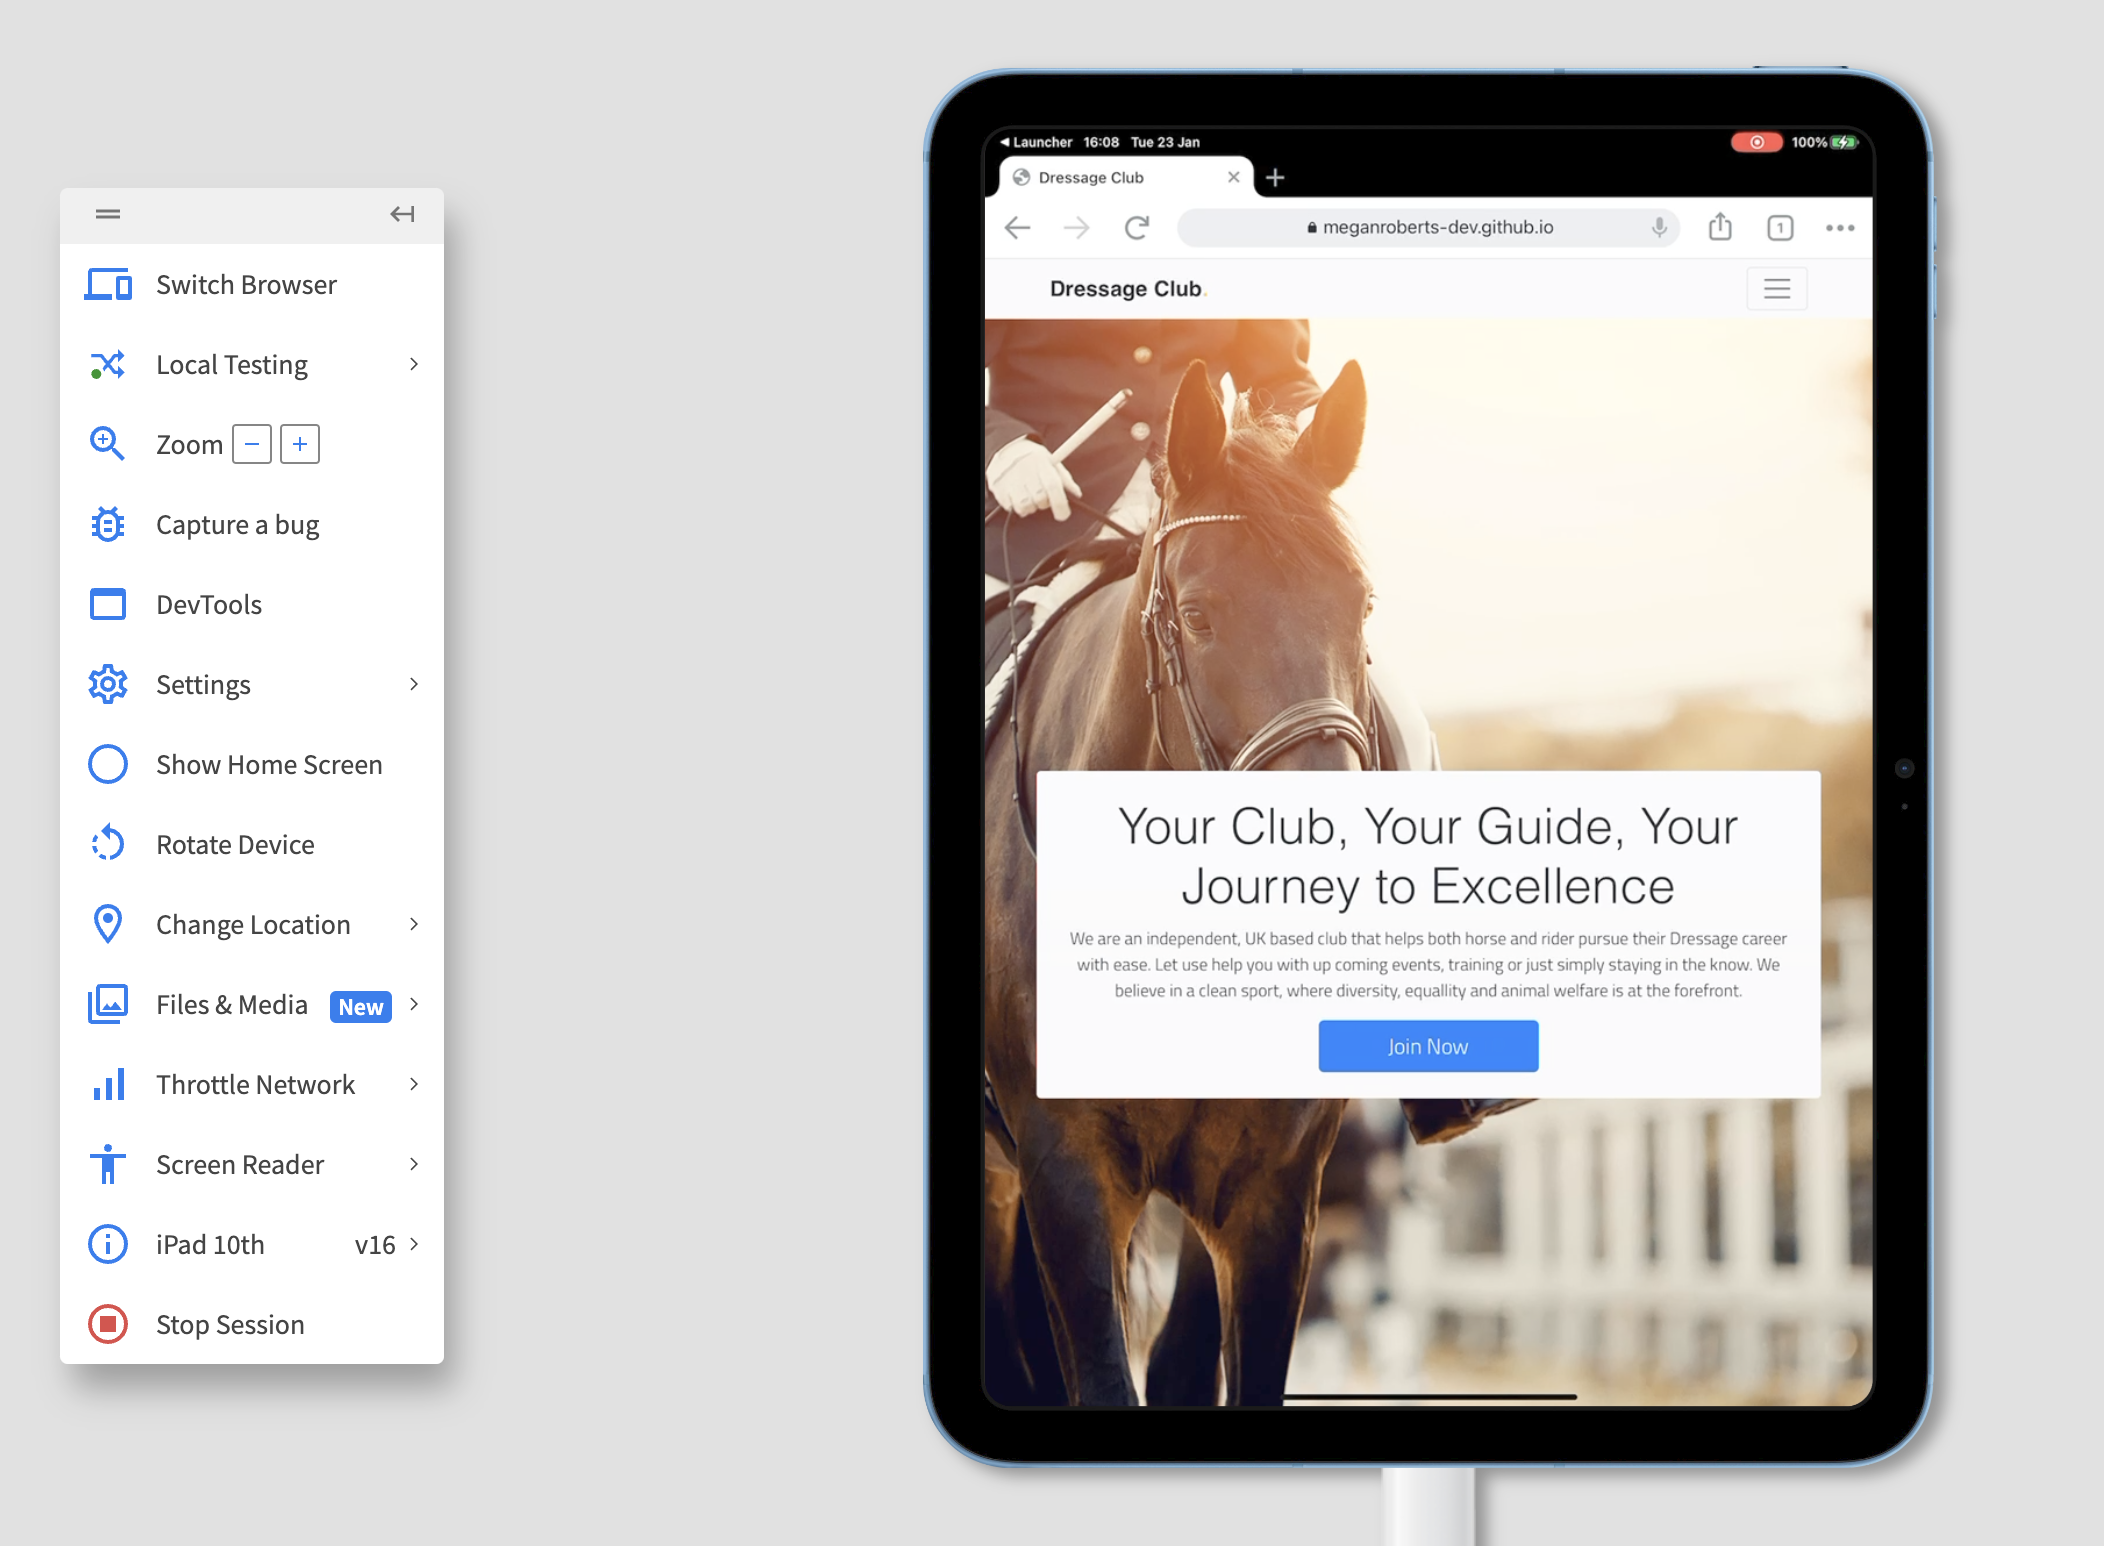 Switch Browser
Local Testing
Zoom
Capture a bug
DevTools
Settings
Show Home Screen
Rotate Device
Change Location
Files & Media New
Throttle Network
Screen Reader
iPad 10th v16
Stop Session
Launcher 16:08 Tue 23 Jan 100%
Dressage Club
meganroberts-dev.github.io 1
Dressage Club.
Your Club, Your Guide, Your
Journey to Excellence
We are an independent, UK based club that helps both horse and rider pursue their Dressage career
with ease. Let use help you with up coming events, training or just simply staying in the know. We
believe in a clean sport, where diversity, equallity and animal welfare is at the forefront.
Join Now